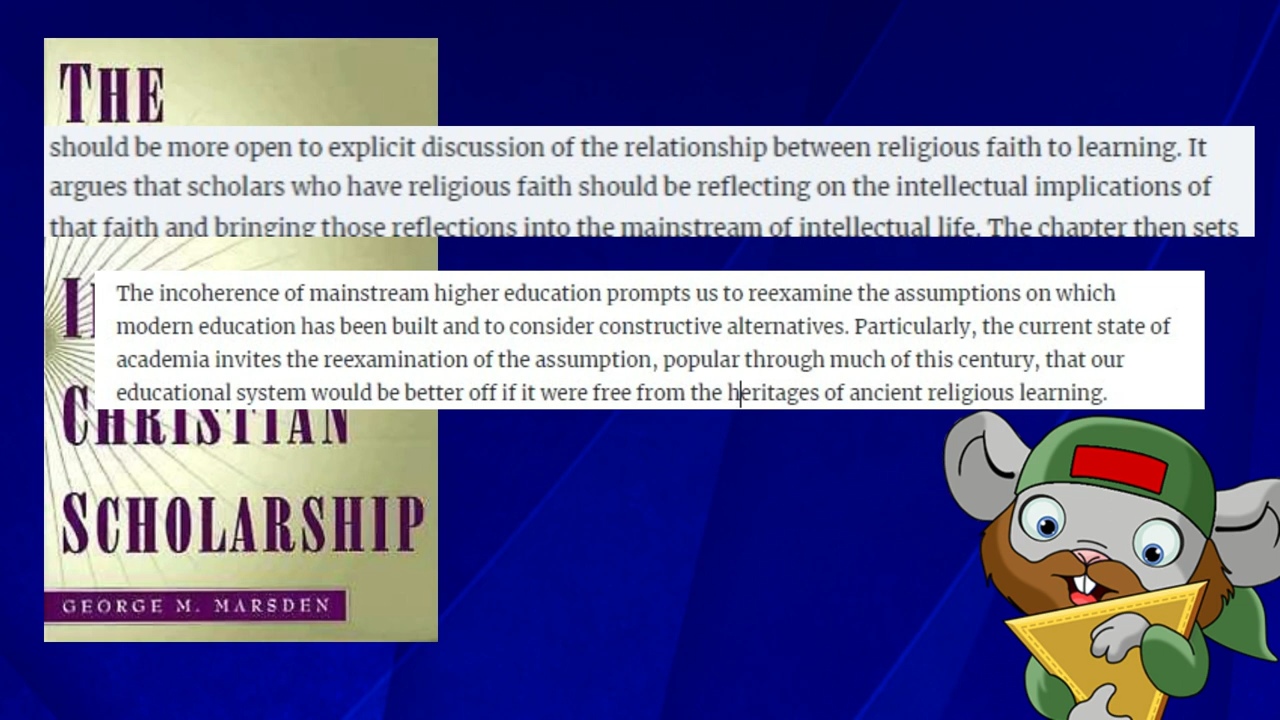 THE
should be more open to explicit discussion of the relationship between religious faith to learning. It
argues that scholars who have religious faith should be reflecting on the intellectual implications of
that faith and bringing those reflections into the mainstream of intellectual life. The chapter then sets
The incoherence of mainstream higher education prompts us to reexamine the assumptions on which
modern education has been built and to consider constructive alternatives. Particularly, the current state of
academia invites the reexamination of the assumption, popular through much of this century, that our
educational system would be better off if it were free from the heritages of ancient religious learning.
CHRISTIAN
SCHOLARSHIP
GEORGE M. MARSDEN